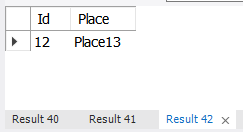 Id Place
12 Place13
Result 40 Result 41 Result 42 ×